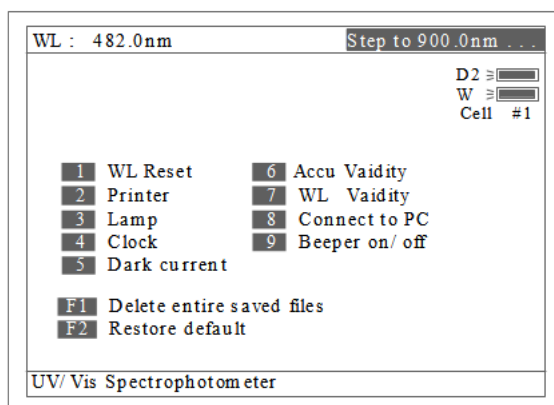 WL : 482.0nm Step to 900.0nm ...
D2
W
Cell #1
1 WL Reset 6 Accu Vaidity
2 Printer 7 WL Vaidity
3 Lamp 8 Connect to PC
4 Clock 9 Beeper on/ off
5 Dark current
F1 Delete entire saved files
F2 Restore default
UV/ Vis Spectrophotometer